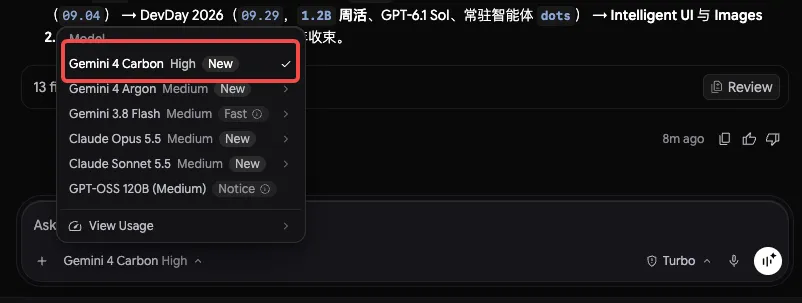 (09.04) → DevDay 2026 (09.29, 1.2B 周活、GPT-6.1 Sol、常驻智能体 dots) → Intelligent UI 与 Images
2.
收束。
Model
Gemini 4 Carbon High New
Gemini 4 Argon Medium New
Gemini 3.8 Flash Medium Fast
Claude Opus 5.5 Medium New
Claude Sonnet 5.5 Medium New
GPT-OSS 120B (Medium) Notice
View Usage
13 fi
Review
8m ago
Ask
Gemini 4 Carbon High
Turbo